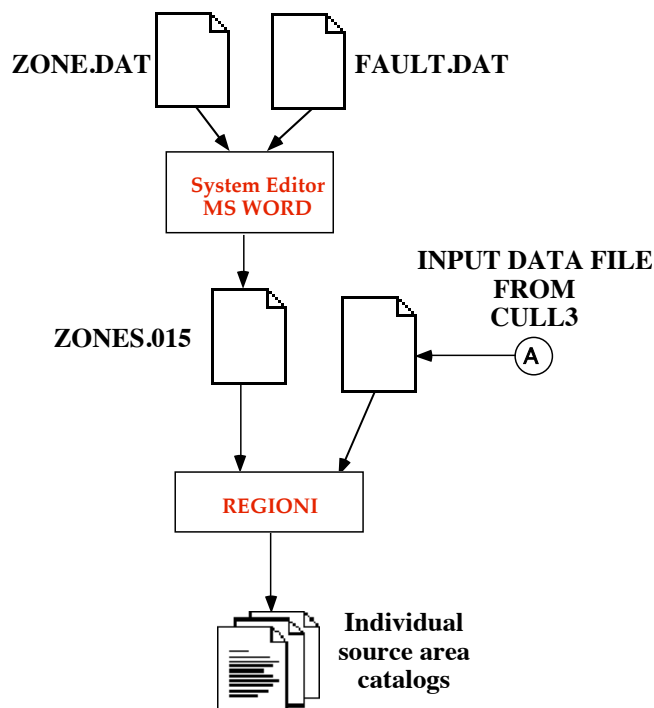 ZONE.DAT
FAULT.DAT
System Editor
MS WORD
INPUT DATA FILE
FROM
CULL3
ZONES.015
A
REGIONI
Individual
source area
catalogs